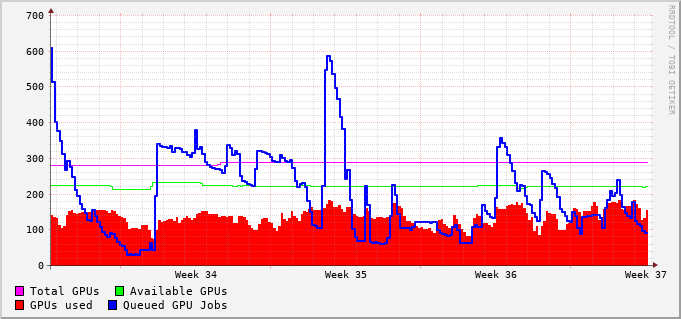 700
600
500
400
300
200
100
0
Week 34 Week 35 Week 36 Week 37
Total GPUs Available GPUs
GPUs used Queued GPU Jobs
RRDTOOL / TOBI OETIKER